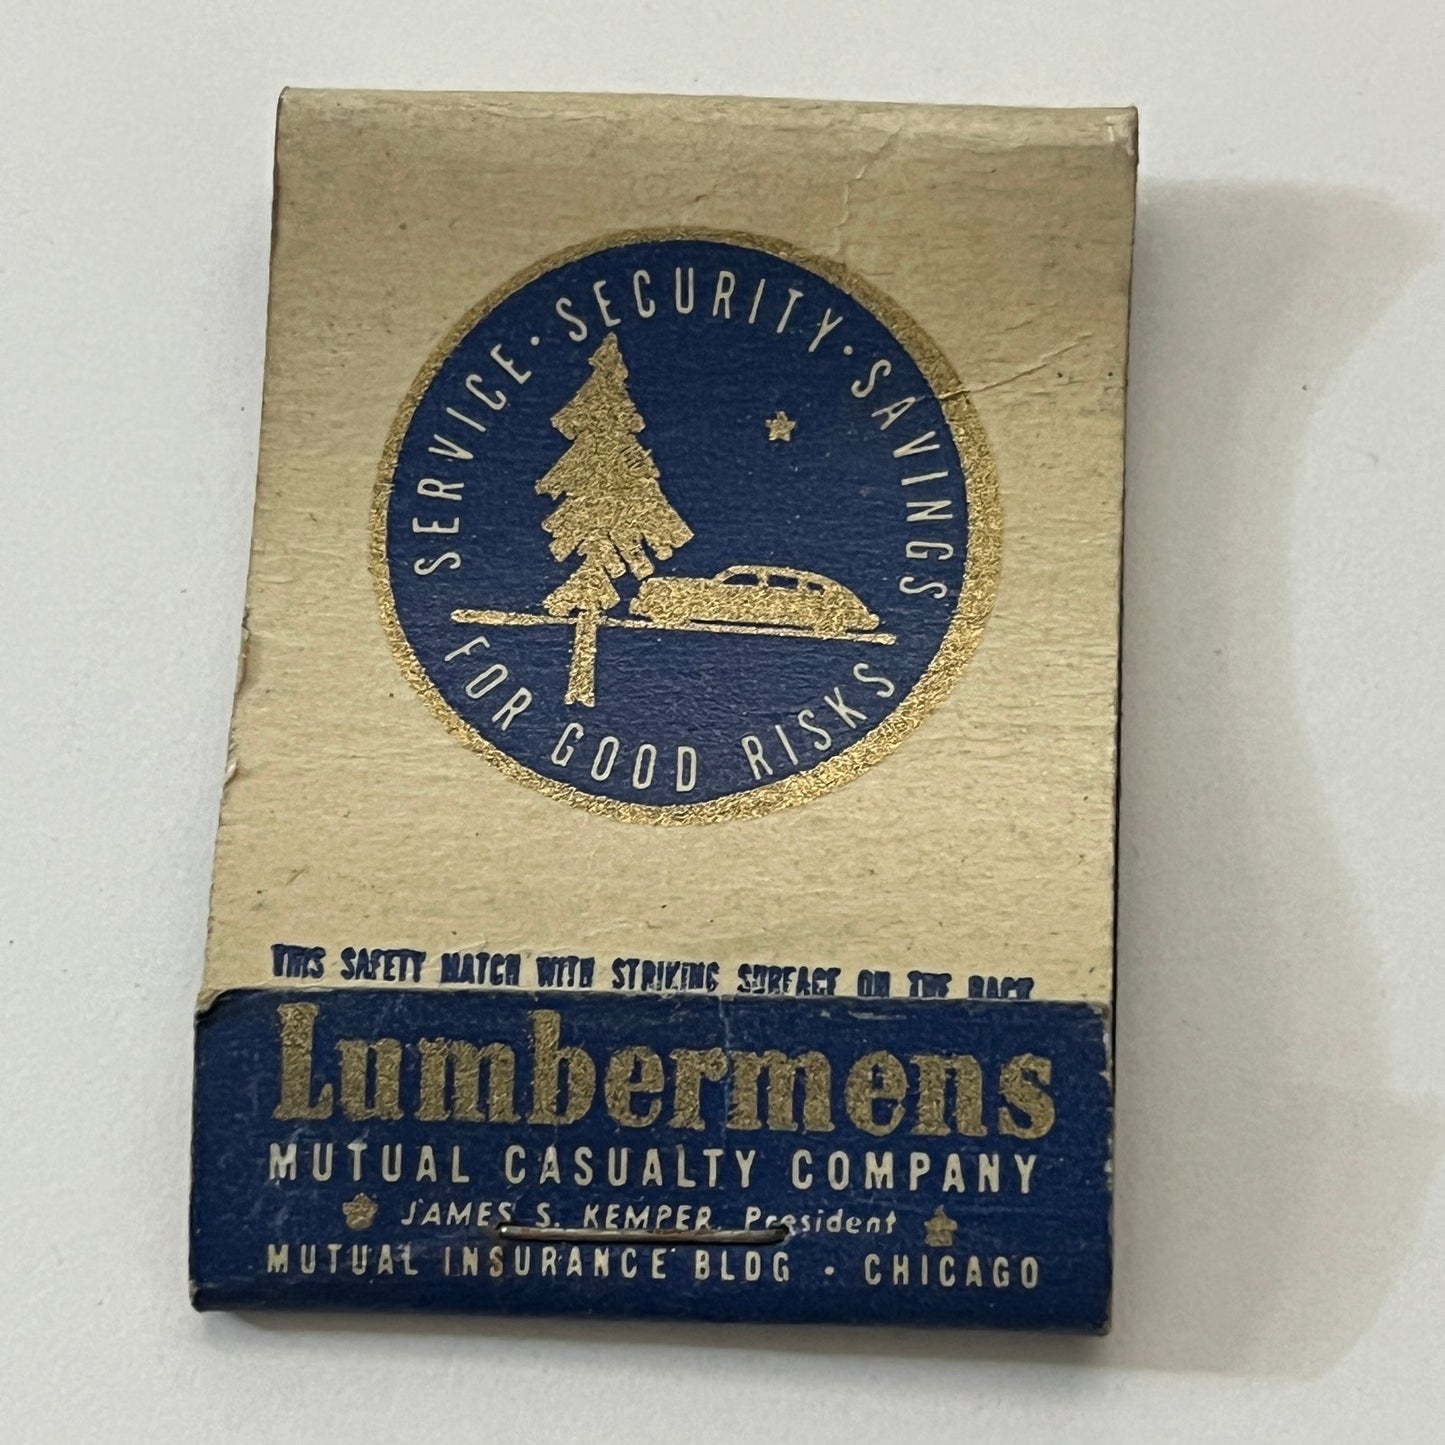 SERVICE · SECURITY · SAVINGS
FOR GOOD RISKS
THIS SAFETY MATCH WITH STRIKING SURFACE ON THE BACK
Lumbermens
MUTUAL CASUALTY COMPANY
JAMES S. KEMPER, President
MUTUAL INSURANCE BLDG · CHICAGO